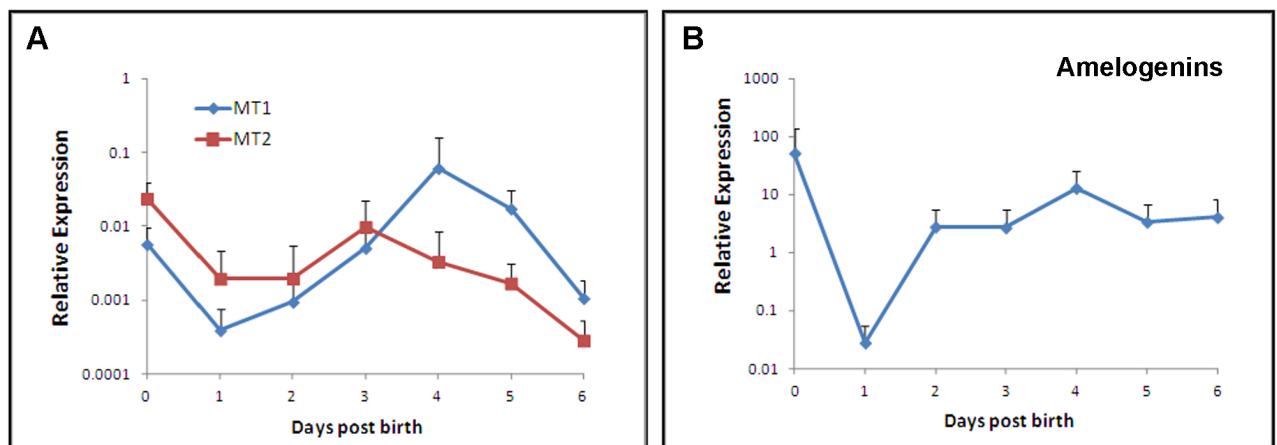 A
Relative Expression
1
0.1
0.01
0.001
0.0001
MT1
MT2
0 1 2 3 4 5 6
Days post birth
B
Amelogenins
Relative Expression
1000
100
10
1
0.1
0.01
0 1 2 3 4 5 6
Days post birth